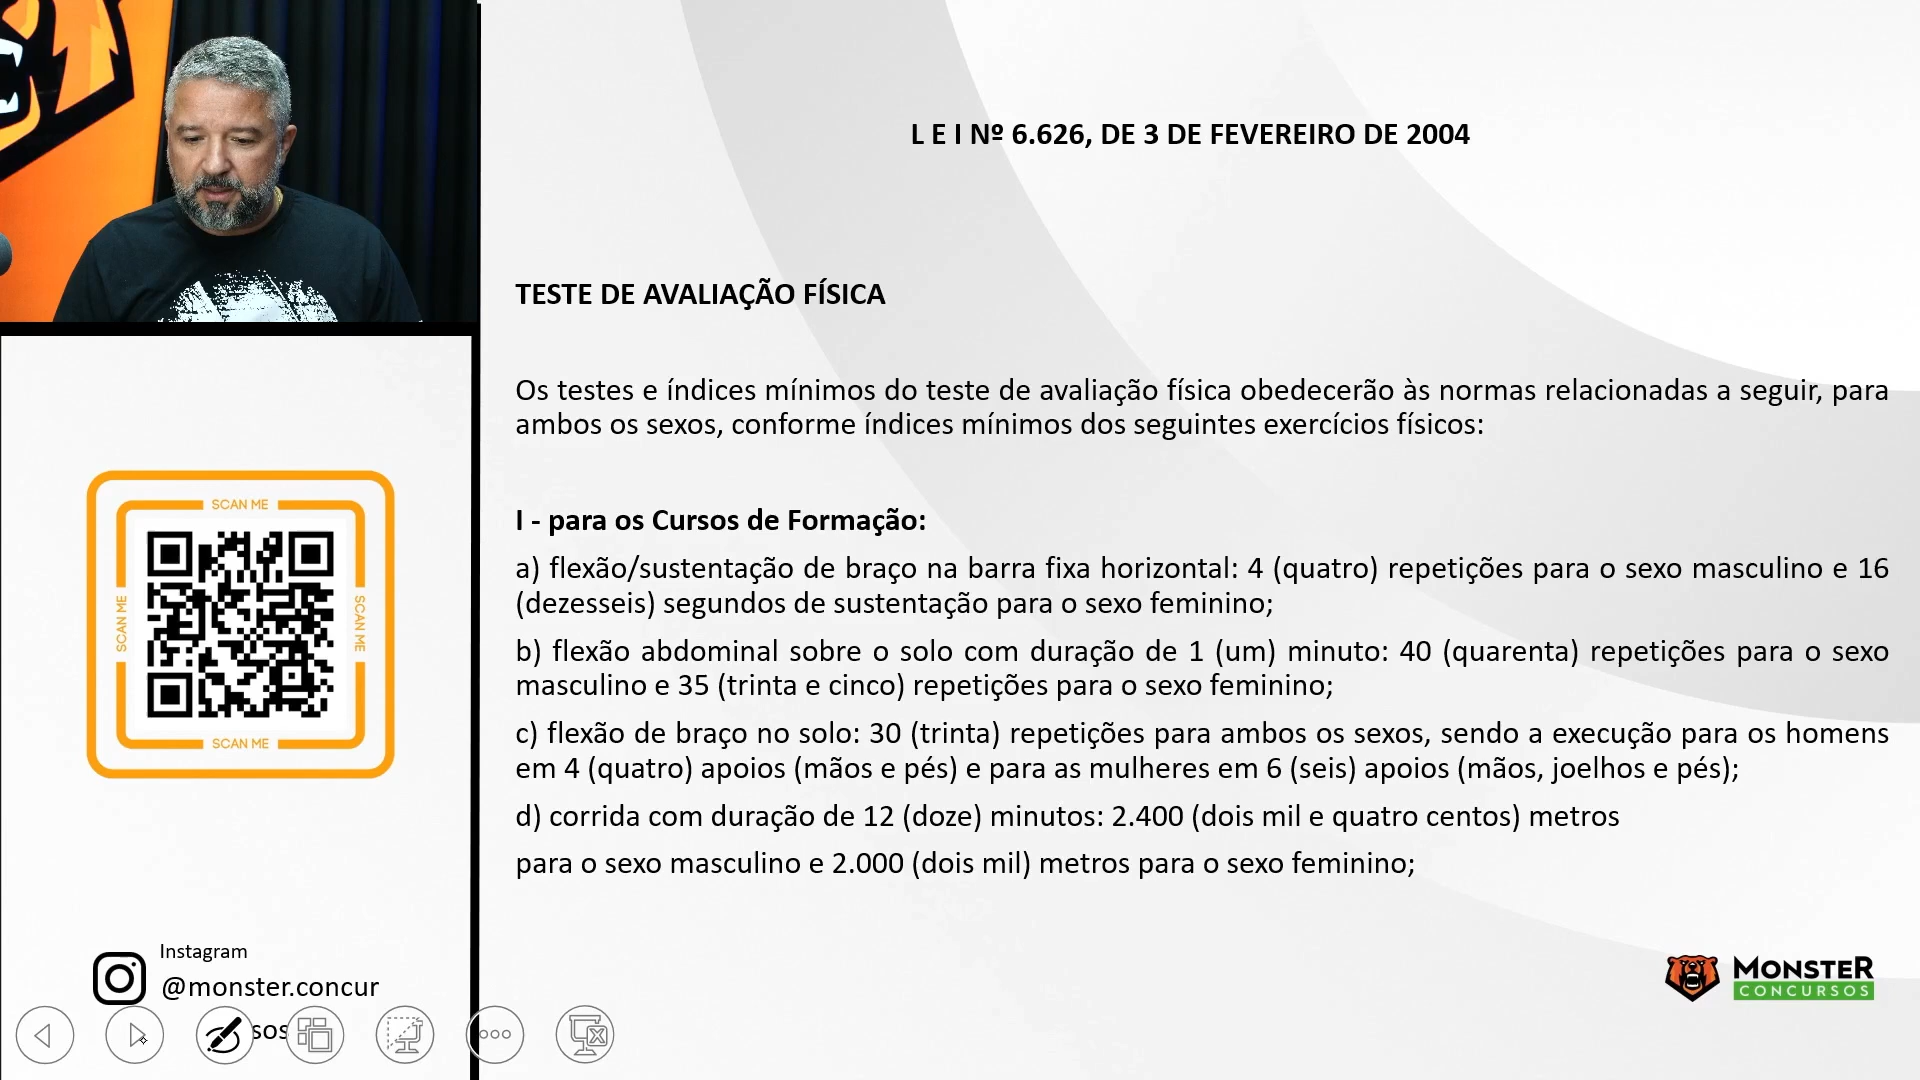 L E I Nº 6.626, DE 3 DE FEVEREIRO DE 2004
TESTE DE AVALIAÇÃO FÍSICA
Os testes e índices mínimos do teste de avaliação física obedecerão às normas relacionadas a seguir, para
ambos os sexos, conforme índices mínimos dos seguintes exercícios físicos:
I - para os Cursos de Formação:
a) flexão/sustentação de braço na barra fixa horizontal: 4 (quatro) repetições para o sexo masculino e 16
(dezesseis) segundos de sustentação para o sexo feminino;
b) flexão abdominal sobre o solo com duração de 1 (um) minuto: 40 (quarenta) repetições para o sexo
masculino e 35 (trinta e cinco) repetições para o sexo feminino;
c) flexão de braço no solo: 30 (trinta) repetições para ambos os sexos, sendo a execução para os homens
em 4 (quatro) apoios (mãos e pés) e para as mulheres em 6 (seis) apoios (mãos, joelhos e pés);
d) corrida com duração de 12 (doze) minutos: 2.400 (dois mil e quatro centos) metros
para o sexo masculino e 2.000 (dois mil) metros para o sexo feminino;
SCAN ME
SCAN ME
SCAN ME
SCAN ME
Instagram
@monster.concur
sos
MONSTER
CONCURSOS